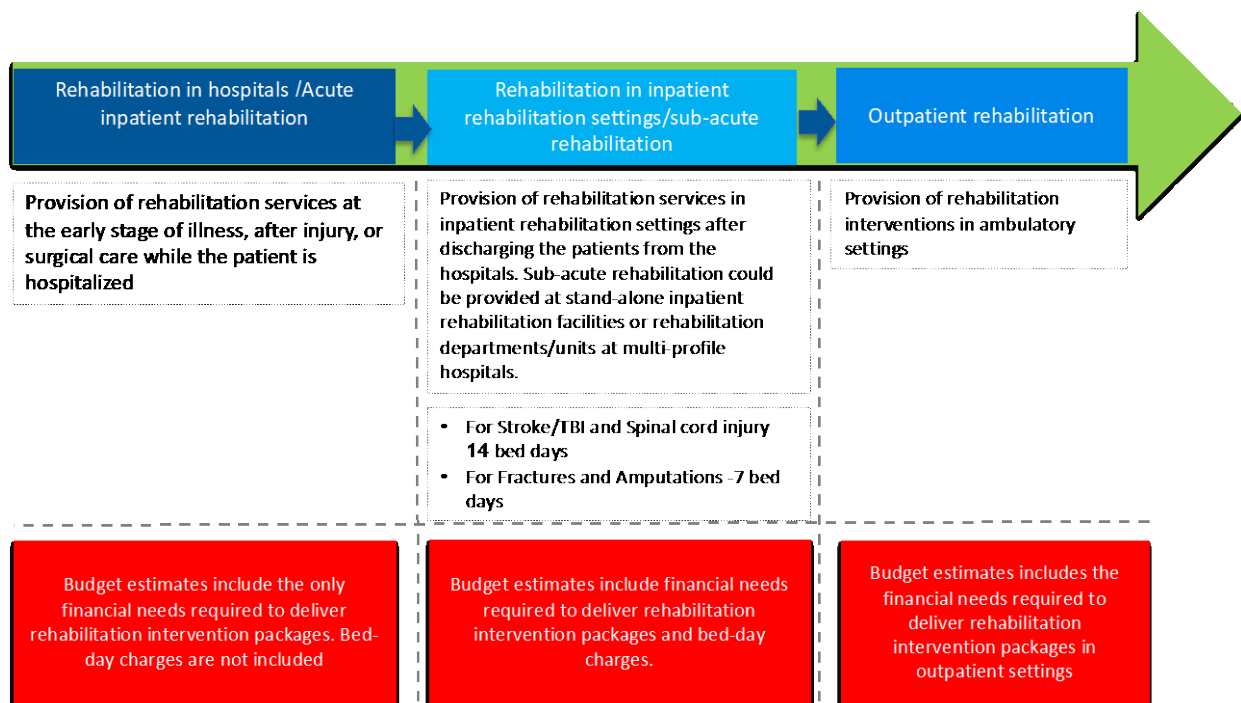 Rehabilitation in hospitals /Acute
inpatient rehabilitation
Rehabilitation in inpatient
rehabilitation settings/sub-acute
rehabilitation
Outpatient rehabilitation
Provision of rehabilitation services at
the early stage of illness, after injury, or
surgical care while the patient is
hospitalized
Provision of rehabilitation services in
inpatient rehabilitation settings after
discharging the patients from the
hospitals. Sub-acute rehabilitation could
be provided at stand-alone inpatient
rehabilitation facilities or rehabilitation
departments/units at multi-profile
hospitals.
Provision of rehabilitation
interventions in ambulatory
settings
• For Stroke/TBI and Spinal cord injury
14 bed days
• For Fractures and Amputations -7 bed
days
Budget estimates include the only
financial needs required to deliver
rehabilitation intervention packages. Bed-
day charges are not included
Budget estimates include financial needs
required to deliver rehabilitation
intervention packages and bed-day
charges.
Budget estimates includes the
financial needs required to
deliver rehabilitation
intervention packages in
outpatient settings